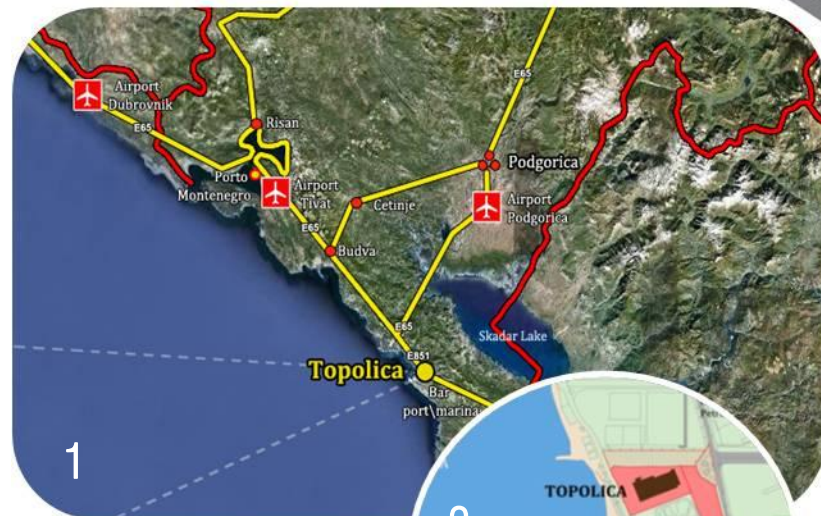 Airport
Dubrovnik
E65
Risan
E65
Porto
Montenegro
Airport
Tivat
Cetinje
Podgorica
Airport
Podgorica
E65
Budva
E65
Skadar Lake
E851
Topolica
Bar
port\marina
1
TOPOLICA